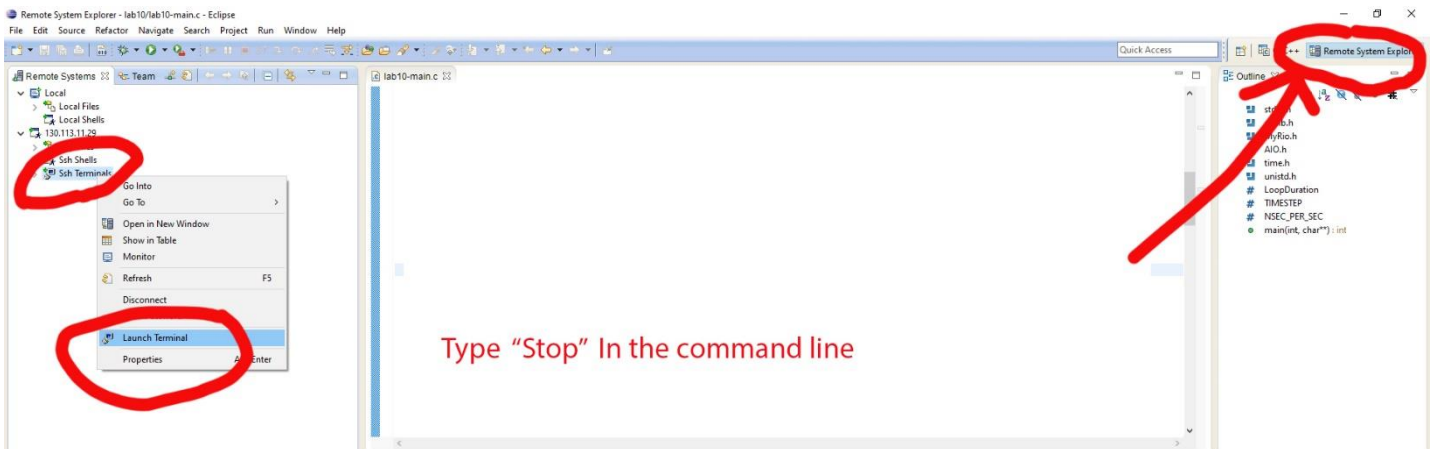 Remote System Explorer - lab10/lab10-main.c - Eclipse
File Edit Source Refactor Navigate Search Project Run Window Help
Quick Access
Remote System Explor
Remote Systems
Team
Local
Local Files
Local Shells
130.113.11.29
Ssh Shells
Ssh Terminals
Go Into
Go To
Open in New Window
Show in Table
Monitor
Refresh F5
Disconnect
Launch Terminal
Properties
lab10-main.c
Type “Stop” In the command line
Outline
AIO.h
time.h
unistd.h
# LoopDuration
# TIMESTEP
# NSEC_PER_SEC
main(int, char**) : int